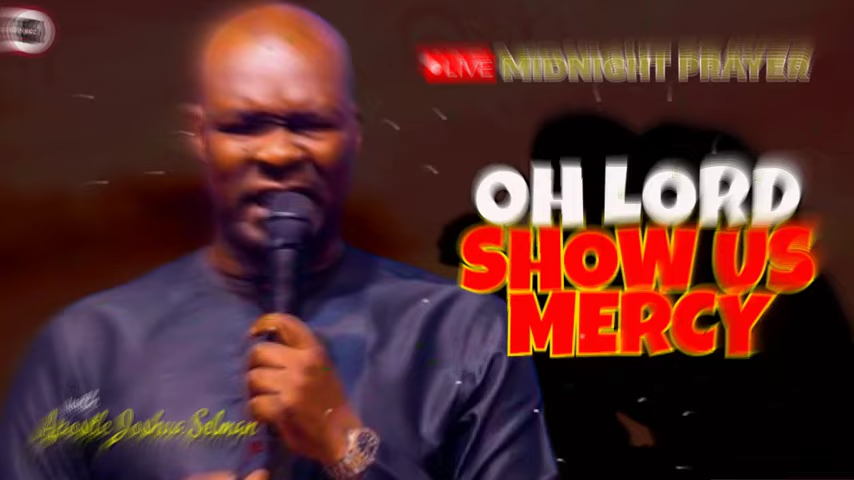 LIVE MIDNIGHT PRAYER
OH LORD
SHOW US
MERCY
Apostle Joshua Selman